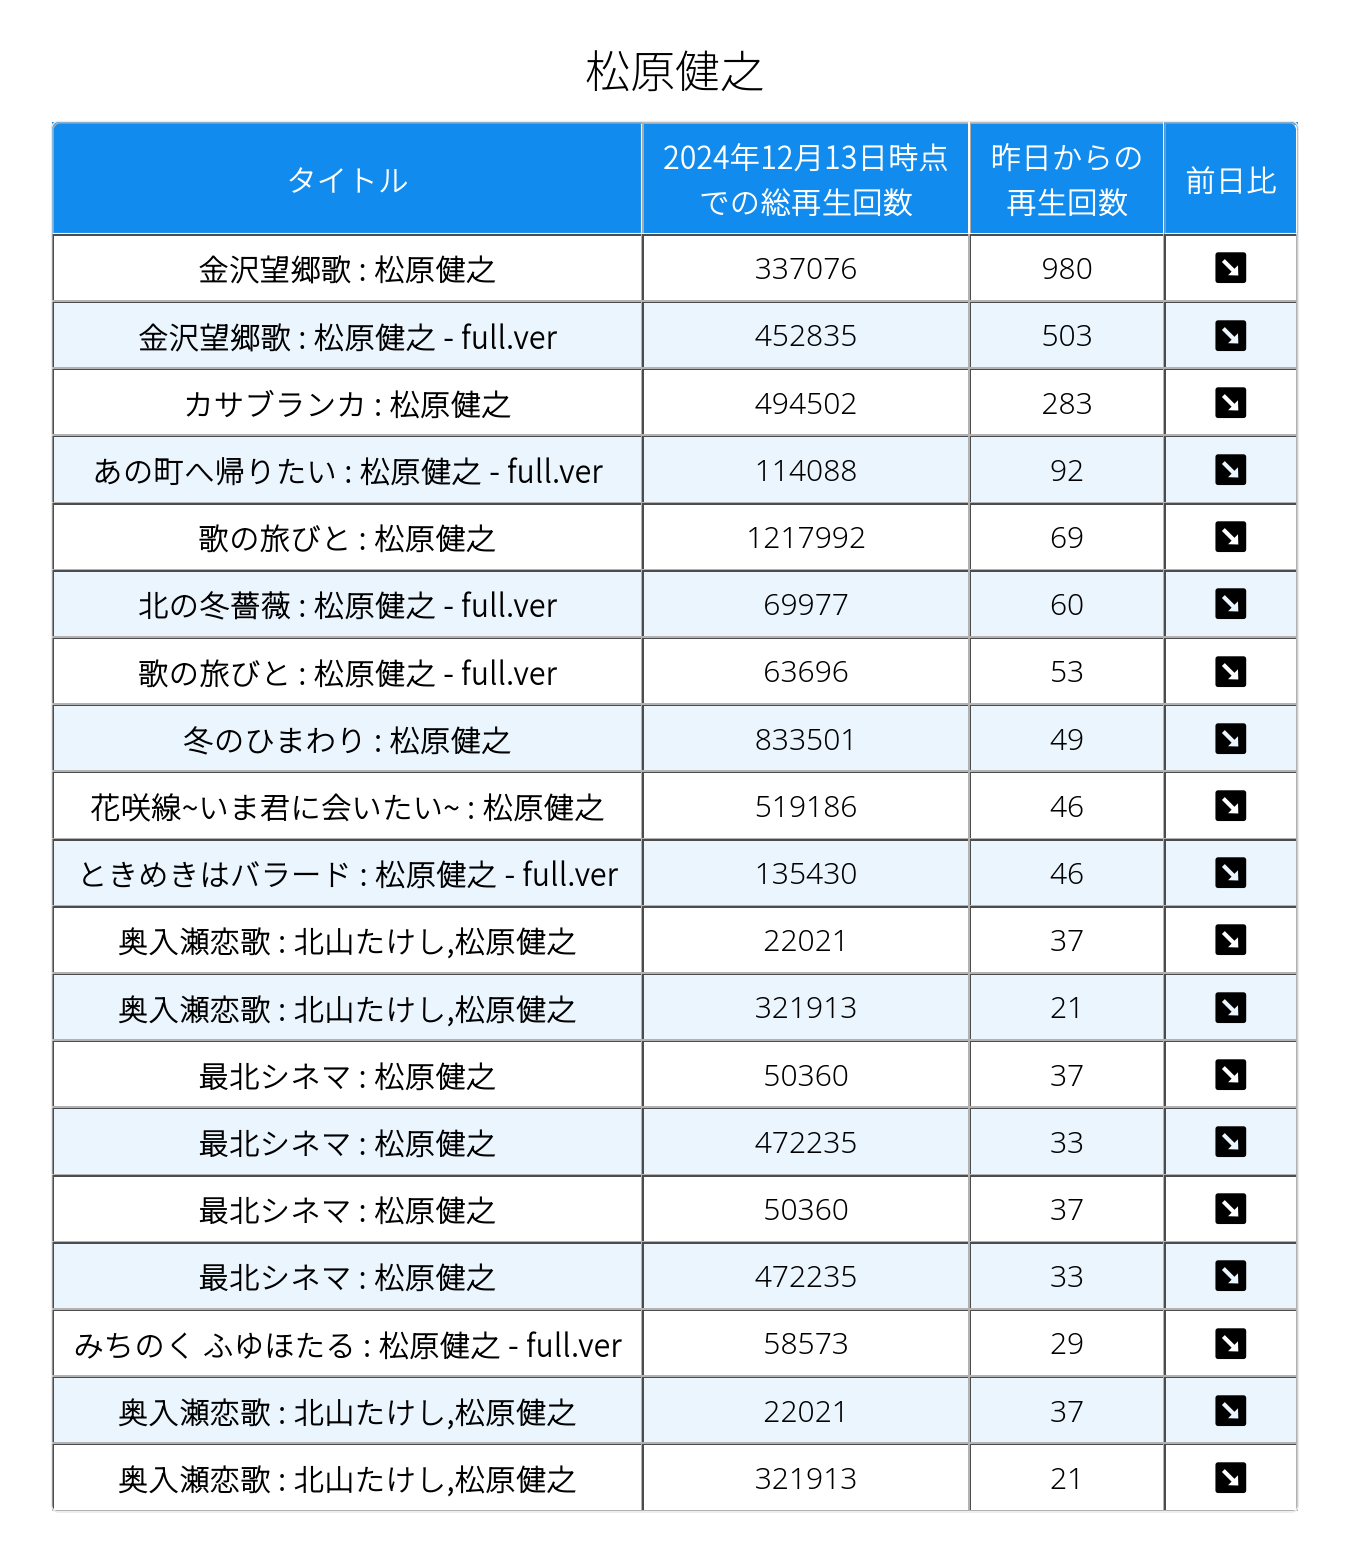 松原健之
タイトル 2024年12月13日時点での総再生回数 昨日からの再生回数 前日比
金沢望郷歌 : 松原健之 337076 980 ↘
金沢望郷歌 : 松原健之 - full.ver 452835 503 ↘
カサブランカ : 松原健之 494502 283 ↘
あの町へ帰りたい : 松原健之 - full.ver 114088 92 ↘
歌の旅びと : 松原健之 1217992 69 ↘
北の冬薔薇 : 松原健之 - full.ver 69977 60 ↘
歌の旅びと : 松原健之 - full.ver 63696 53 ↘
冬のひまわり : 松原健之 833501 49 ↘
花咲線~いま君に会いたい~ : 松原健之 519186 46 ↘
ときめきはバラード : 松原健之 - full.ver 135430 46 ↘
奥入瀬恋歌 : 北山たけし,松原健之 22021 37 ↘
奥入瀬恋歌 : 北山たけし,松原健之 321913 21 ↘
最北シネマ : 松原健之 50360 37 ↘
最北シネマ : 松原健之 472235 33 ↘
最北シネマ : 松原健之 50360 37 ↘
最北シネマ : 松原健之 472235 33 ↘
みちのく ふゆほたる : 松原健之 - full.ver 58573 29 ↘
奥入瀬恋歌 : 北山たけし,松原健之 22021 37 ↘
奥入瀬恋歌 : 北山たけし,松原健之 321913 21 ↘